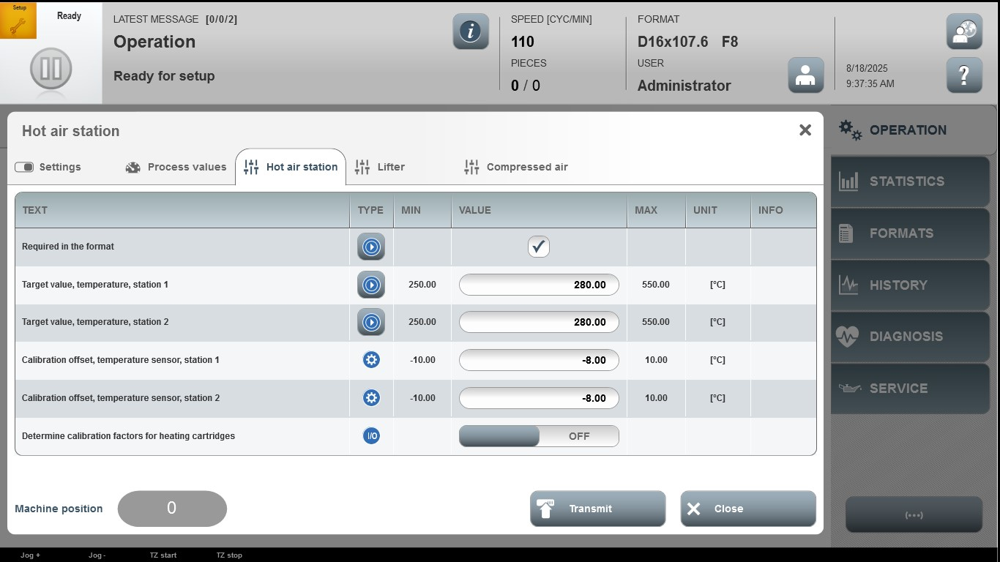 Setup
Ready
LATEST MESSAGE [0/0/2]
Operation
Ready for setup
i
SPEED [CYC/MIN]
110
PIECES
0 / 0
FORMAT
D16x107.6 F8
USER
Administrator
8/18/2025
9:37:35 AM
?
Hot air station
Settings
Process values
Hot air station
Lifter
Compressed air
TEXT TYPE MIN VALUE MAX UNIT INFO
Required in the format
Target value, temperature, station 1 250.00 280.00 550.00 [°C]
Target value, temperature, station 2 250.00 280.00 550.00 [°C]
Calibration offset, temperature sensor, station 1 -10.00 -8.00 10.00 [°C]
Calibration offset, temperature sensor, station 2 -10.00 -8.00 10.00 [°C]
Determine calibration factors for heating cartridges I/O OFF
Machine position 0
Transmit
Close
OPERATION
STATISTICS
FORMATS
HISTORY
DIAGNOSIS
SERVICE
(•••)
Jog + Jog - TZ start TZ stop